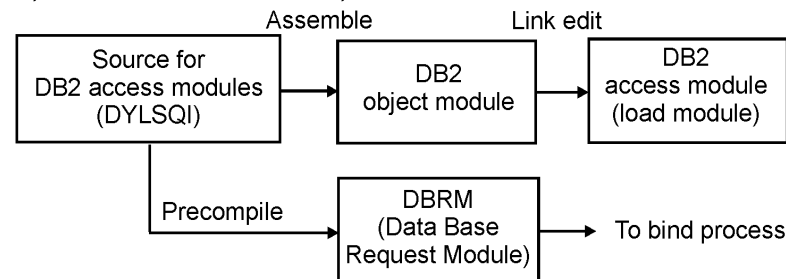 Assemble
Link edit
Source for
DB2 access modules
(DYLSQI)
DB2
object module
DB2
access module
(load module)
Precompile
DBRM
(Data Base
Request Module)
To bind process